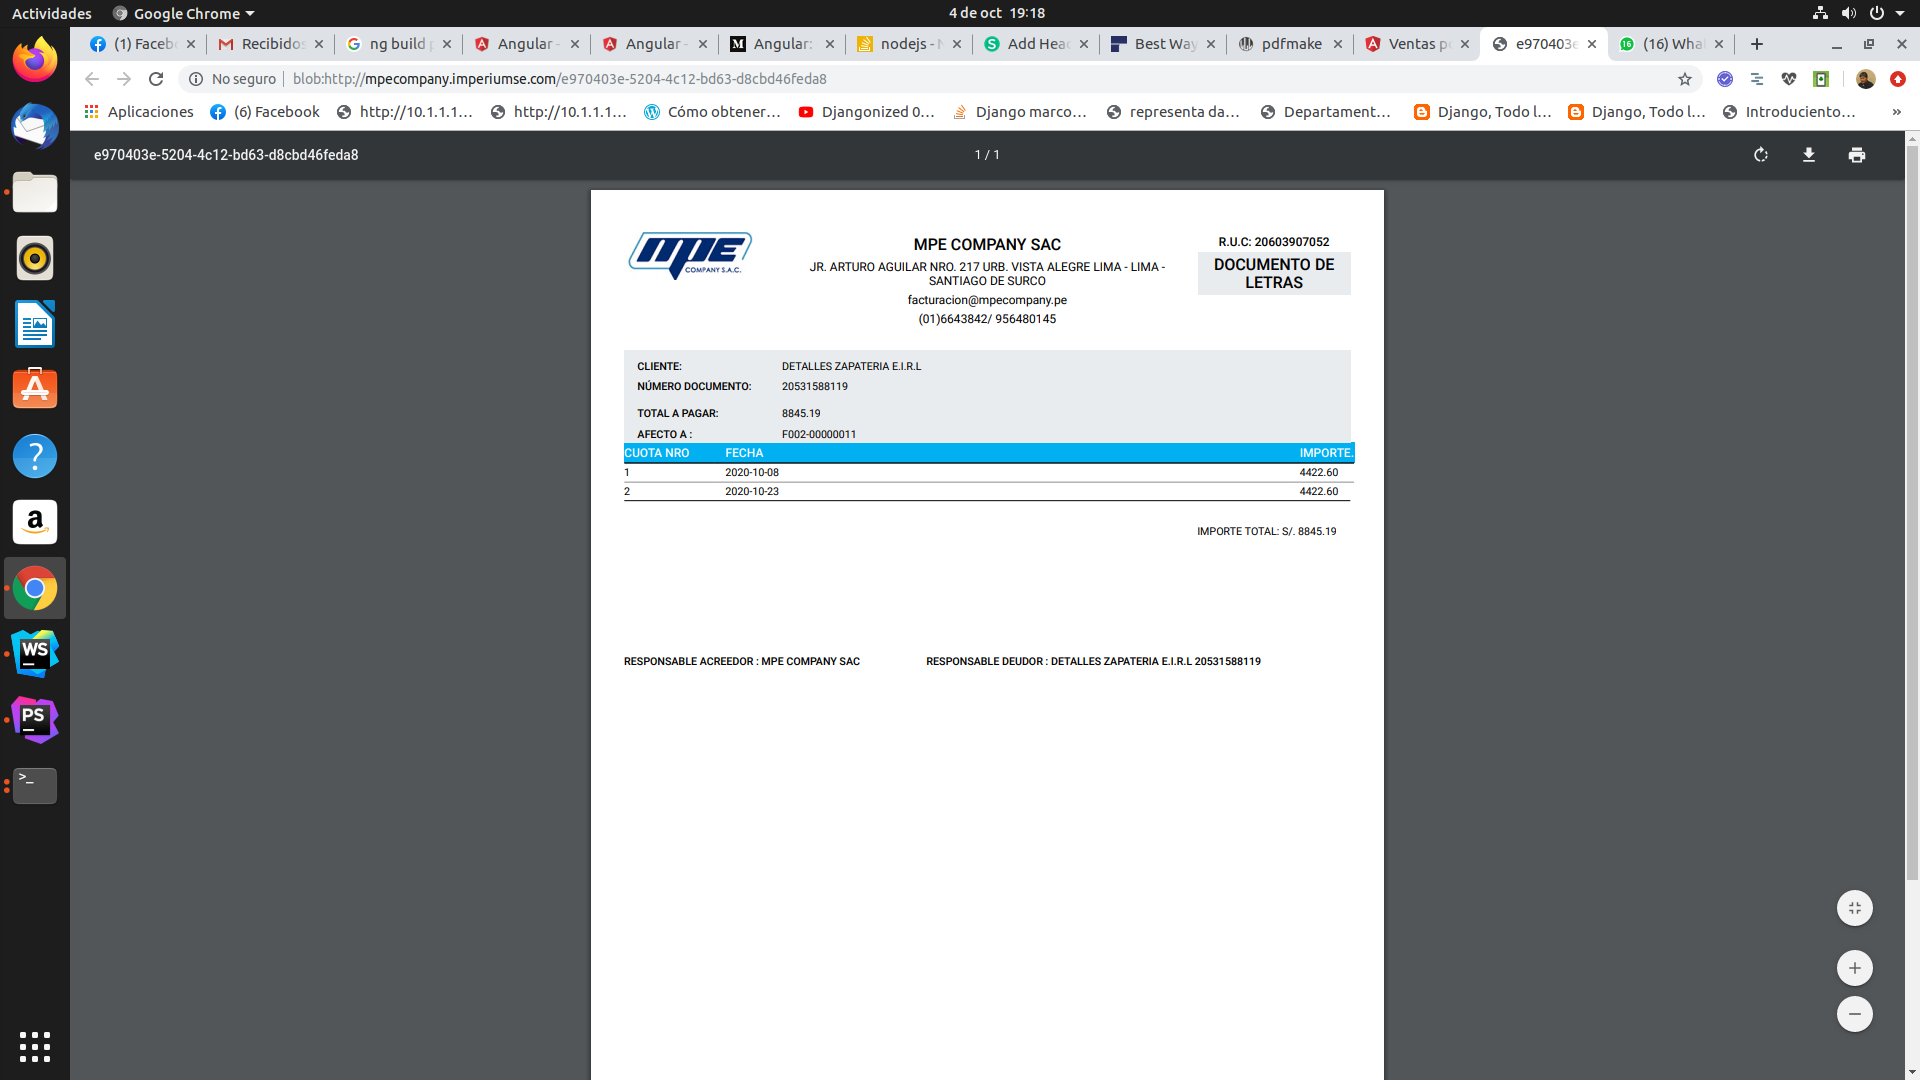 Actividades
Google Chrome
4 de oct 19:18
(1) Faceb
Recibidos
ng build p
Angular -
Angular -
Angular:
nodejs - N
Add Head
Best Way
pdfmake
Ventas po
e970403e
(16) What
No seguro | blob:http://mpecompany.imperiumse.com/e970403e-5204-4c12-bd63-d8cbd46feda8
Aplicaciones
(6) Facebook
http://10.1.1.1...
http://10.1.1.1...
Cómo obtener...
Djangonized 0...
Django marco...
representa da...
Departament...
Django, Todo l...
Django, Todo l...
Introduciento...
»
e970403e-5204-4c12-bd63-d8cbd46feda8
1 / 1
mpe
COMPANY S.A.C.
MPE COMPANY SAC
JR. ARTURO AGUILAR NRO. 217 URB. VISTA ALEGRE LIMA - LIMA -
SANTIAGO DE SURCO
facturacion@mpecompany.pe
(01)6643842/ 956480145
R.U.C: 20603907052
DOCUMENTO DE
LETRAS
CLIENTE: DETALLES ZAPATERIA E.I.R.L
NÚMERO DOCUMENTO: 20531588119
TOTAL A PAGAR: 8845.19
AFECTO A : F002-00000011
CUOTA NRO FECHA IMPORTE.
1 2020-10-08 4422.60
2 2020-10-23 4422.60
IMPORTE TOTAL: S/. 8845.19
RESPONSABLE ACREEDOR : MPE COMPANY SAC
RESPONSABLE DEUDOR : DETALLES ZAPATERIA E.I.R.L 20531588119
?
a
WS
PS
>_